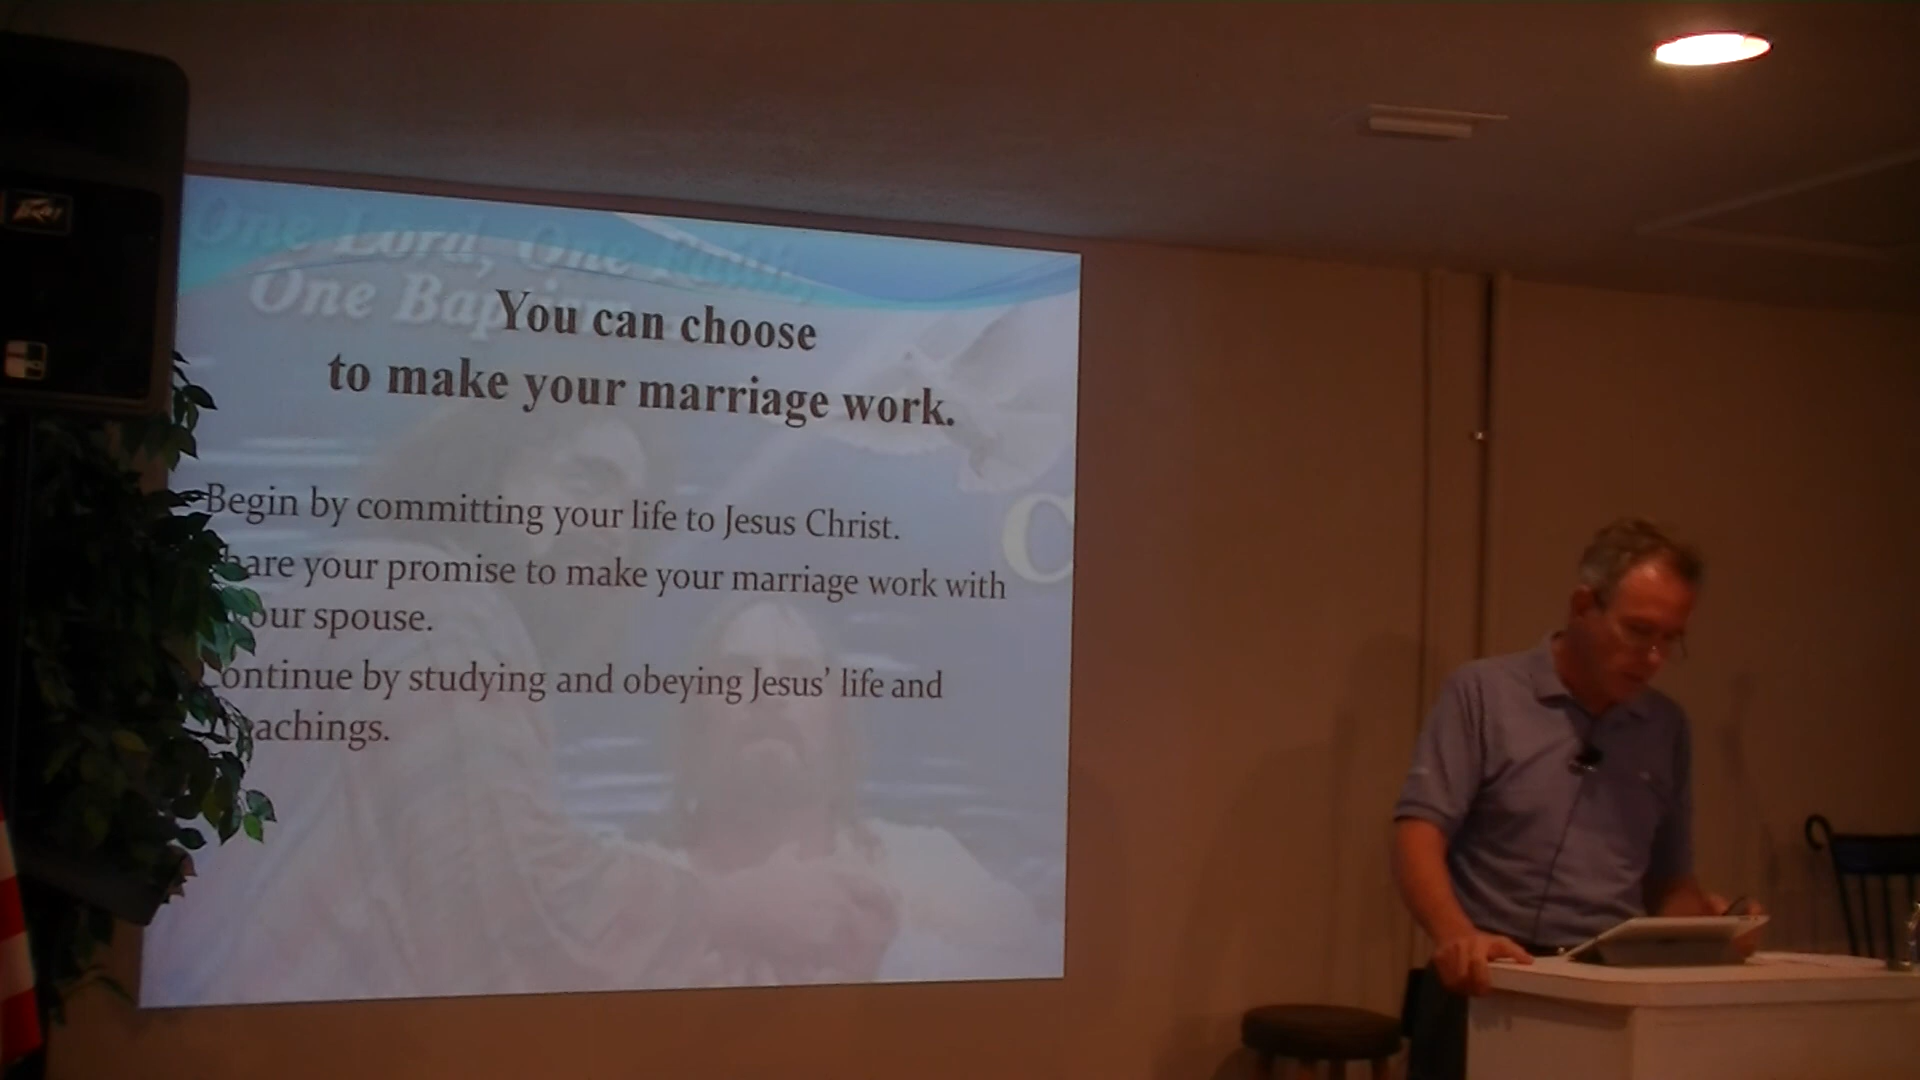 One Lord, One Faith,
One Bap
You can choose
to make your marriage work.
Begin by committing your life to Jesus Christ.
hare your promise to make your marriage work with
our spouse.
ontinue by studying and obeying Jesus’ life and
eachings.
C